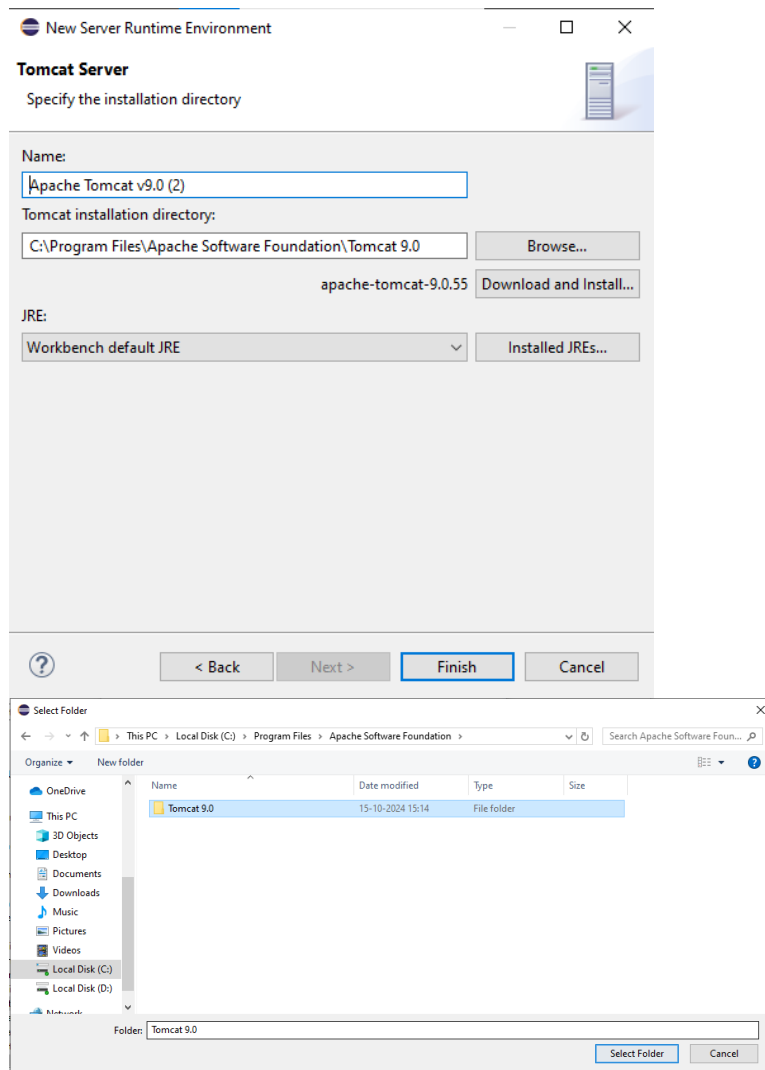 New Server Runtime Environment
Tomcat Server
Specify the installation directory
Name:
Apache Tomcat v9.0 (2)
Tomcat installation directory:
C:\Program Files\Apache Software Foundation\Tomcat 9.0
Browse...
apache-tomcat-9.0.55
Download and Install...
JRE:
Workbench default JRE
Installed JREs...
< Back
Next >
Finish
Cancel
Select Folder
This PC > Local Disk (C:) > Program Files > Apache Software Foundation >
Search Apache Software Foun...
Organize
New folder
Name
Date modified
Type
Size
OneDrive
This PC
3D Objects
Desktop
Documents
Downloads
Music
Pictures
Videos
Local Disk (C:)
Local Disk (D:)
Network
Tomcat 9.0
15-10-2024 15:14
File folder
Folder:
Tomcat 9.0
Select Folder
Cancel